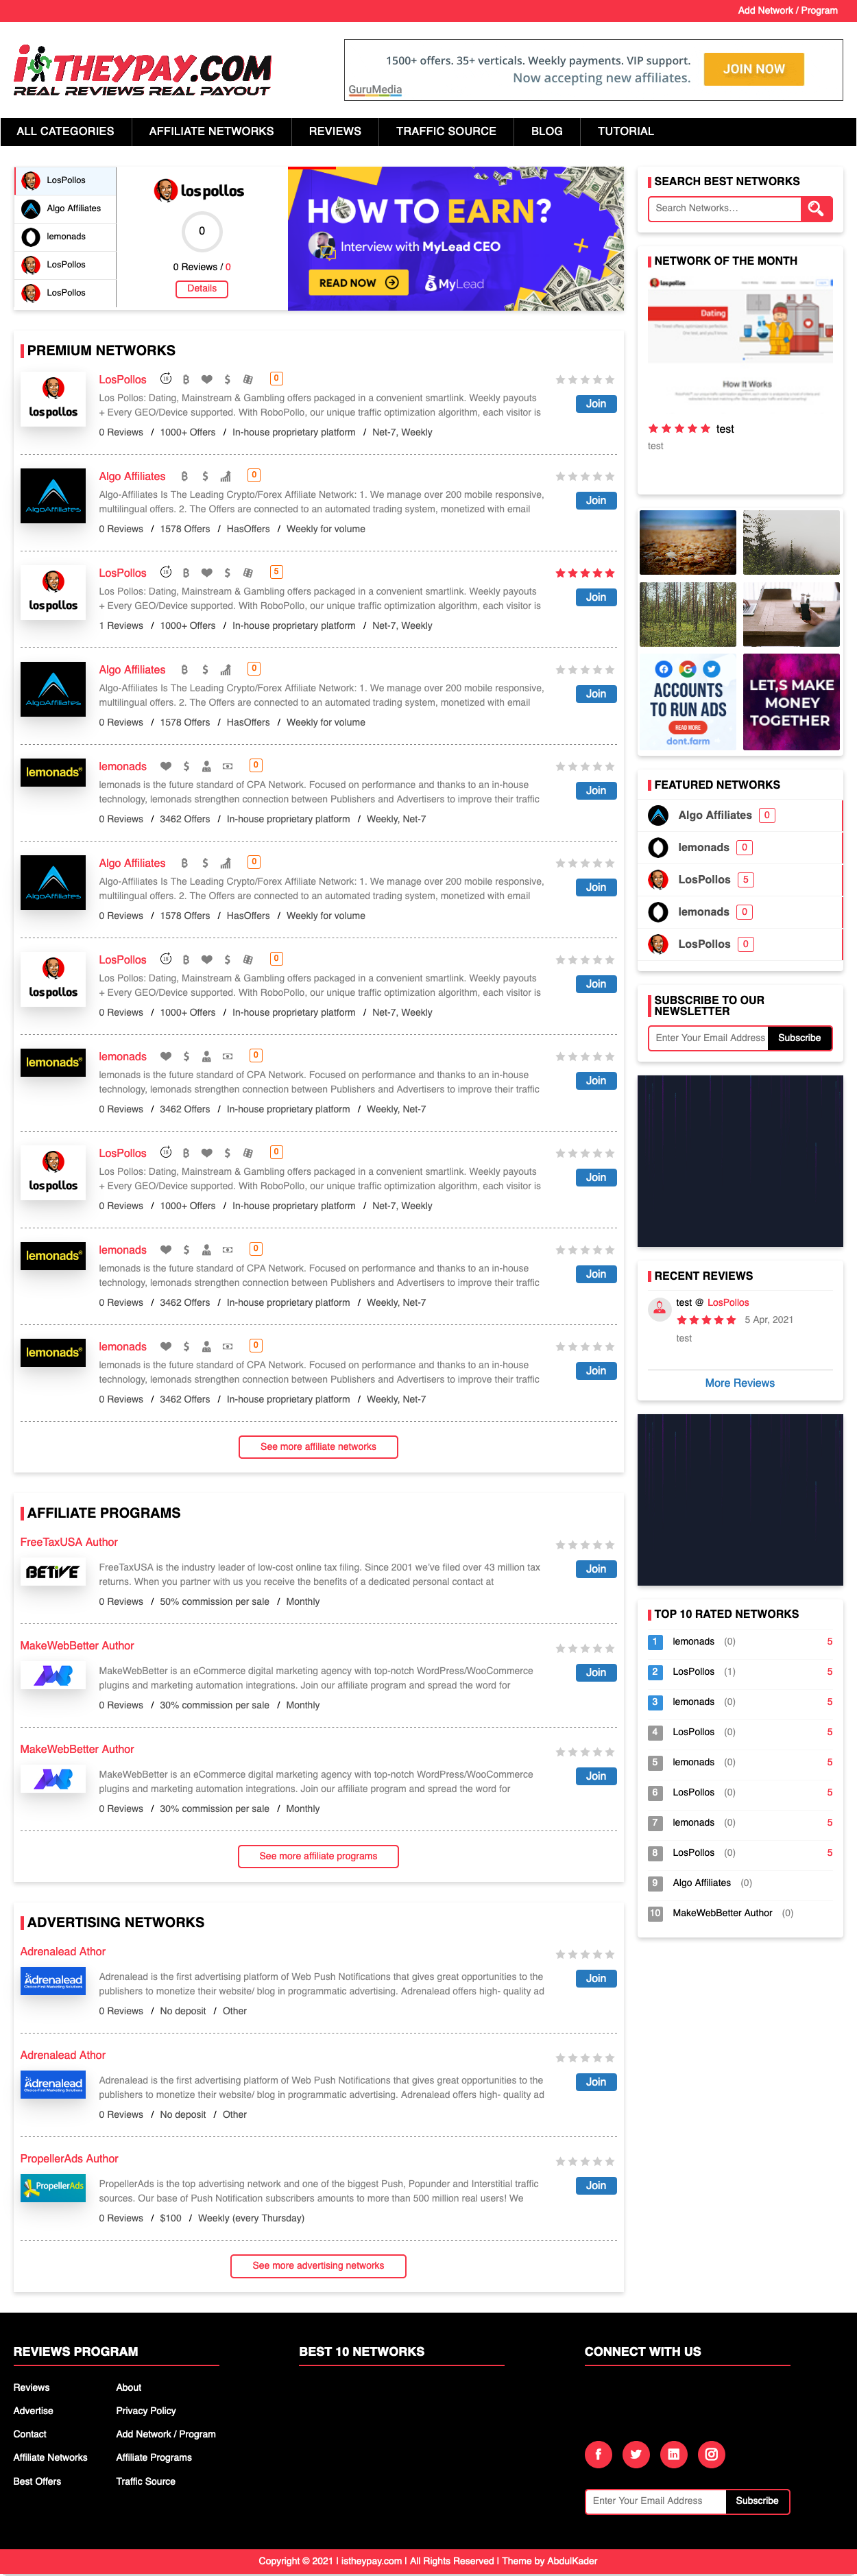 Add Network / Program
iSTHEYPAY.COM
REAL REVIEWS REAL PAYOUT
1500+ offers. 35+ verticals. Weekly payments. VIP support.
Now accepting new affiliates.
JOIN NOW
GuruMedia
ALL CATEGORIES
AFFILIATE NETWORKS
REVIEWS
TRAFFIC SOURCE
BLOG
TUTORIAL
LosPollos
Algo Affiliates
lemonads
LosPollos
LosPollos
los pollos
0
0 Reviews / 0
Details
HOW TO EARN?
Interview with MyLead CEO
READ NOW
MyLead
PREMIUM NETWORKS
los pollos
LosPollos 0
Los Pollos: Dating, Mainstream & Gambling offers packaged in a convenient smartlink. Weekly payouts
+ Every GEO/Device supported. With RoboPollo, our unique traffic optimization algorithm, each visitor is
0 Reviews / 1000+ Offers / In-house proprietary platform / Net-7, Weekly
Join
AlgoAffiliates
Algo Affiliates 0
Algo-Affiliates Is The Leading Crypto/Forex Affiliate Network: 1. We manage over 200 mobile responsive,
multilingual offers. 2. The Offers are connected to an automated trading system, monetized with email
0 Reviews / 1578 Offers / HasOffers / Weekly for volume
Join
los pollos
LosPollos 5
Los Pollos: Dating, Mainstream & Gambling offers packaged in a convenient smartlink. Weekly payouts
+ Every GEO/Device supported. With RoboPollo, our unique traffic optimization algorithm, each visitor is
1 Reviews / 1000+ Offers / In-house proprietary platform / Net-7, Weekly
Join
AlgoAffiliates
Algo Affiliates 0
Algo-Affiliates Is The Leading Crypto/Forex Affiliate Network: 1. We manage over 200 mobile responsive,
multilingual offers. 2. The Offers are connected to an automated trading system, monetized with email
0 Reviews / 1578 Offers / HasOffers / Weekly for volume
Join
lemonads
lemonads 0
lemonads is the future standard of CPA Network. Focused on performance and thanks to an in-house
technology, lemonads strengthen connection between Publishers and Advertisers to improve their traffic
0 Reviews / 3462 Offers / In-house proprietary platform / Weekly, Net-7
Join
AlgoAffiliates
Algo Affiliates 0
Algo-Affiliates Is The Leading Crypto/Forex Affiliate Network: 1. We manage over 200 mobile responsive,
multilingual offers. 2. The Offers are connected to an automated trading system, monetized with email
0 Reviews / 1578 Offers / HasOffers / Weekly for volume
Join
los pollos
LosPollos 0
Los Pollos: Dating, Mainstream & Gambling offers packaged in a convenient smartlink. Weekly payouts
+ Every GEO/Device supported. With RoboPollo, our unique traffic optimization algorithm, each visitor is
0 Reviews / 1000+ Offers / In-house proprietary platform / Net-7, Weekly
Join
lemonads
lemonads 0
lemonads is the future standard of CPA Network. Focused on performance and thanks to an in-house
technology, lemonads strengthen connection between Publishers and Advertisers to improve their traffic
0 Reviews / 3462 Offers / In-house proprietary platform / Weekly, Net-7
Join
los pollos
LosPollos 0
Los Pollos: Dating, Mainstream & Gambling offers packaged in a convenient smartlink. Weekly payouts
+ Every GEO/Device supported. With RoboPollo, our unique traffic optimization algorithm, each visitor is
0 Reviews / 1000+ Offers / In-house proprietary platform / Net-7, Weekly
Join
lemonads
lemonads 0
lemonads is the future standard of CPA Network. Focused on performance and thanks to an in-house
technology, lemonads strengthen connection between Publishers and Advertisers to improve their traffic
0 Reviews / 3462 Offers / In-house proprietary platform / Weekly, Net-7
Join
lemonads
lemonads 0
lemonads is the future standard of CPA Network. Focused on performance and thanks to an in-house
technology, lemonads strengthen connection between Publishers and Advertisers to improve their traffic
0 Reviews / 3462 Offers / In-house proprietary platform / Weekly, Net-7
Join
See more affiliate networks
AFFILIATE PROGRAMS
FreeTaxUSA Author
BETIVE
FreeTaxUSA is the industry leader of low-cost online tax filing. Since 2001 we've filed over 43 million tax
returns. When you partner with us you receive the benefits of a dedicated personal contact at
0 Reviews / 50% commission per sale / Monthly
Join
MakeWebBetter Author
MakeWebBetter is an eCommerce digital marketing agency with top-notch WordPress/WooCommerce
plugins and marketing automation integrations. Join our affiliate program and spread the word for
0 Reviews / 30% commission per sale / Monthly
Join
MakeWebBetter Author
MakeWebBetter is an eCommerce digital marketing agency with top-notch WordPress/WooCommerce
plugins and marketing automation integrations. Join our affiliate program and spread the word for
0 Reviews / 30% commission per sale / Monthly
Join
See more affiliate programs
ADVERTISING NETWORKS
Adrenalead Athor
Adrenalead
Adrenalead is the first advertising platform of Web Push Notifications that gives great opportunities to the
publishers to monetize their website/ blog in programmatic advertising. Adrenalead offers high- quality ad
0 Reviews / No deposit / Other
Join
Adrenalead Athor
Adrenalead
Adrenalead is the first advertising platform of Web Push Notifications that gives great opportunities to the
publishers to monetize their website/ blog in programmatic advertising. Adrenalead offers high- quality ad
0 Reviews / No deposit / Other
Join
PropellerAds Author
PropellerAds
PropellerAds is the top advertising network and one of the biggest Push, Popunder and Interstitial traffic
sources. Our base of Push Notification subscribers amounts to more than 500 million real users! We
0 Reviews / $100 / Weekly (every Thursday)
Join
See more advertising networks
SEARCH BEST NETWORKS
Search Networks...
NETWORK OF THE MONTH
los pollos
Dating
How It Works
test
test
ACCOUNTS
TO RUN ADS
READ MORE
dont.farm
LET,S MAKE
MONEY
TOGETHER
FEATURED NETWORKS
Algo Affiliates 0
lemonads 0
LosPollos 5
lemonads 0
LosPollos 0
SUBSCRIBE TO OUR
NEWSLETTER
Enter Your Email Address
Subscribe
RECENT REVIEWS
test @ LosPollos
5 Apr, 2021
test
More Reviews
TOP 10 RATED NETWORKS
1 lemonads (0) 5
2 LosPollos (1) 5
3 lemonads (0) 5
4 LosPollos (0) 5
5 lemonads (0) 5
6 LosPollos (0) 5
7 lemonads (0) 5
8 LosPollos (0) 5
9 Algo Affiliates (0)
10 MakeWebBetter Author (0)
REVIEWS PROGRAM
Reviews
About
Advertise
Privacy Policy
Contact
Add Network / Program
Affiliate Networks
Affiliate Programs
Best Offers
Traffic Source
BEST 10 NETWORKS
CONNECT WITH US
Enter Your Email Address
Subscribe
Copyright © 2021 | istheypay.com | All Rights Reserved | Theme by AbdulKader